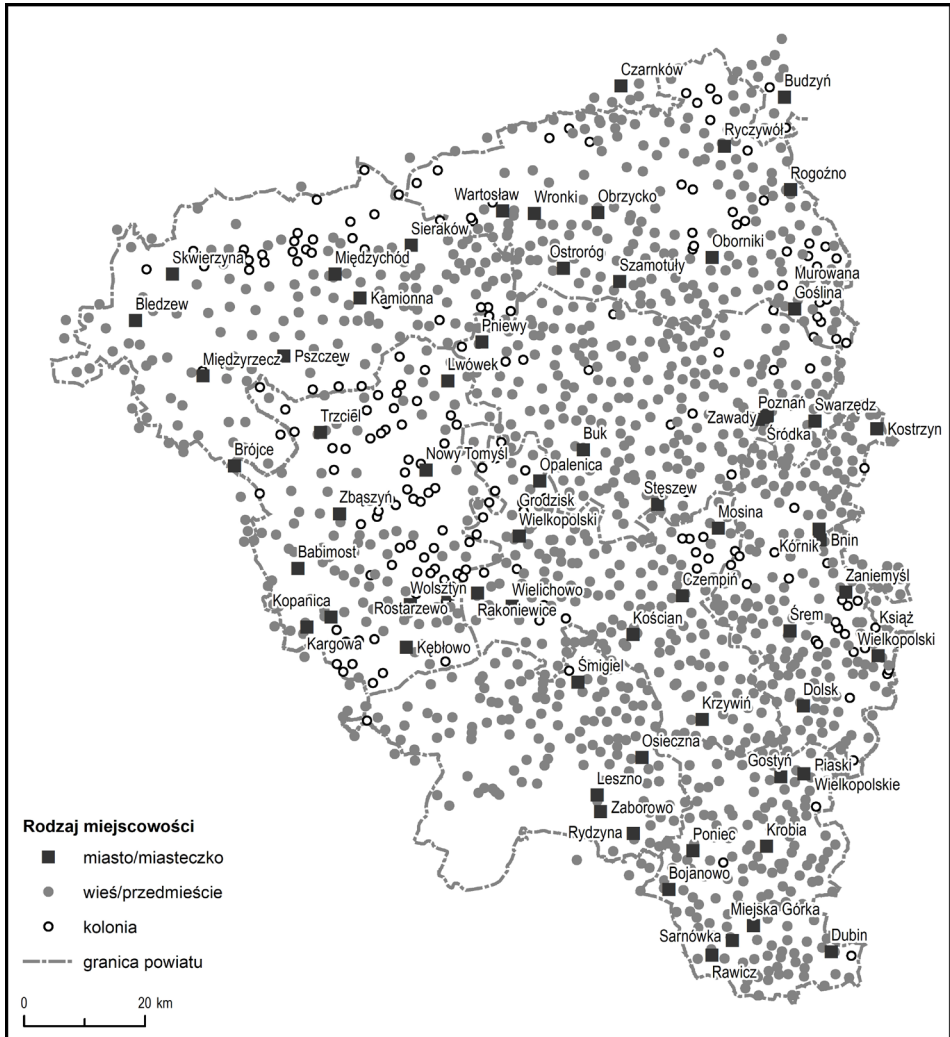 Czarnków
Budzyń
Ryczywół
Rogoźno
Wartosław
Wronki
Obrzycko
Sieraków
Oborniki
Skwierzyna
Międzychód
Ostroróg
Szamotuły
Murowana
Goślina
Kamionna
Bledzew
Pniewy
Międzyrzecz
Pszczew
Lwówek
Trzciel
Zawady
Poznań
Swarzędz
Śródka
Kostrzyn
Brójce
Buk
Nowy Tomyśl
Opalenica
Zbąszyń
Grodzisk
Wielkopolski
Stęszew
Mosina
Kórnik
Bnin
Babimost
Czempiń
Zaniemyśl
Wolsztyn
Wielichowo
Kopanica
Rostarzewo
Rakoniewice
Kościan
Śrem
Książ
Wielkopolski
Kargowa
Kębłowo
Śmigiel
Dolsk
Krzywiń
Osieczna
Gostyń
Piaski
Wielkopolskie
Leszno
Zaborowo
Rydzyna
Poniec
Krobia
Bojanowo
Miejska Górka
Sarnówka
Dubin
Rawicz
Rodzaj miejscowości
miasto/miasteczko
wieś/przedmieście
kolonia
granica powiatu
0 20 km